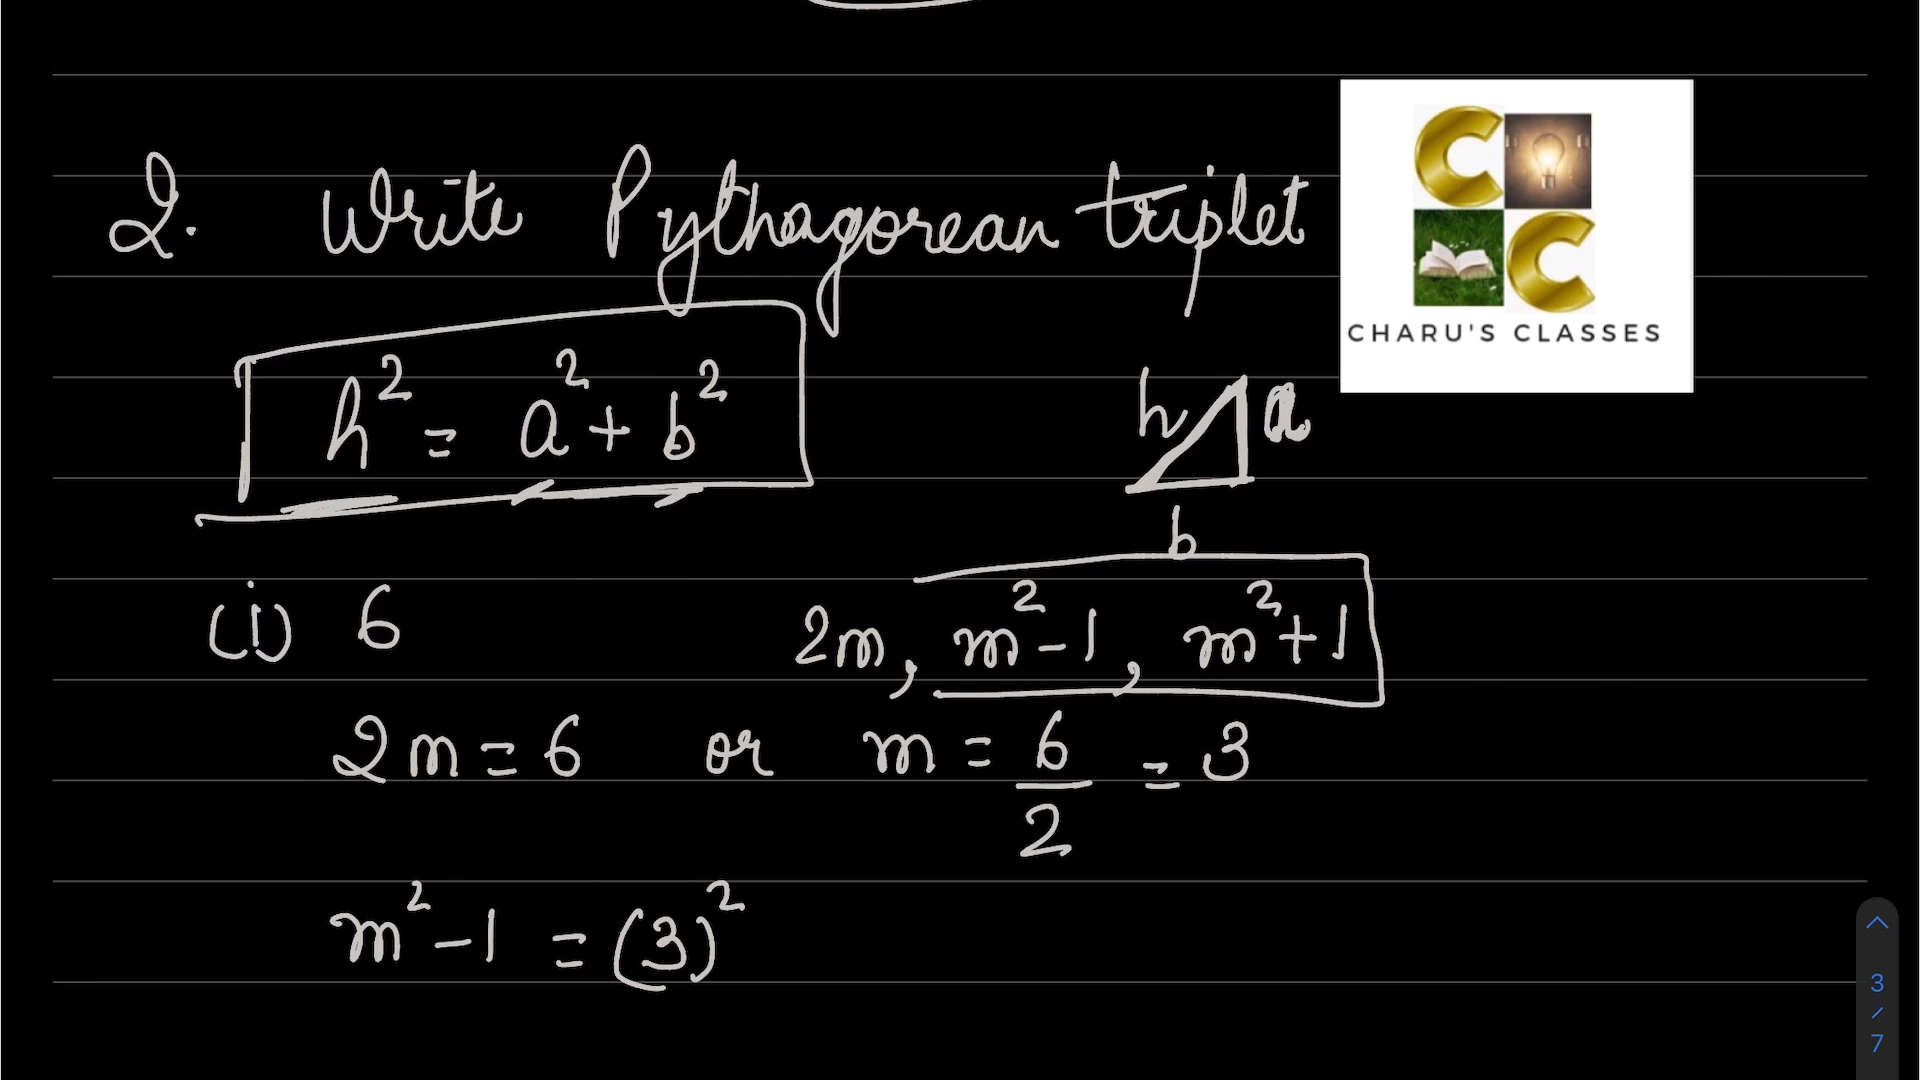 2. Write Pythagorean triplet
CHARU'S CLASSES
h² = a² + b²
h a
b
(i) 6
2m, m²-1, m²+1
2m = 6 or m = 6/2 = 3
m²-1 = (3)²
3
/
7